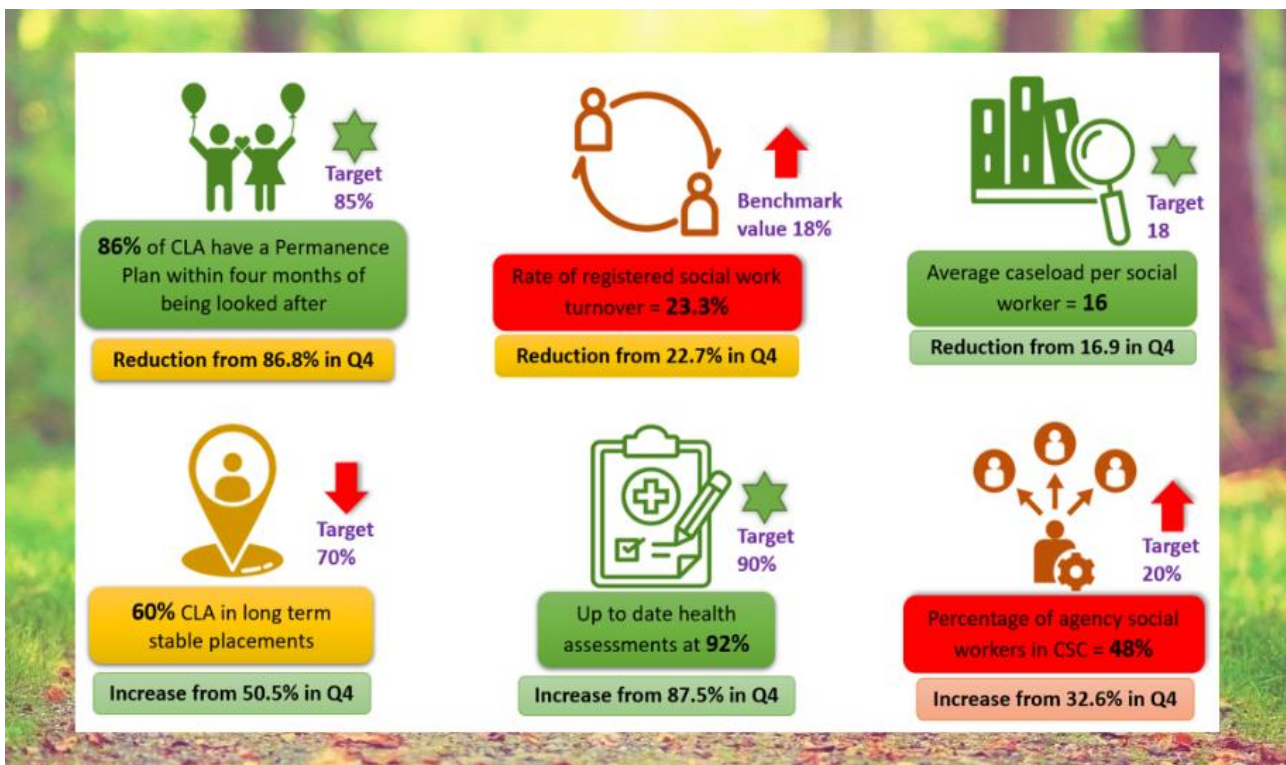 Target
85%
86% of CLA have a Permanence
Plan within four months of
being looked after
Reduction from 86.8% in Q4
Benchmark
value 18%
Rate of registered social work
turnover = 23.3%
Reduction from 22.7% in Q4
Target
18
Average caseload per social
worker = 16
Reduction from 16.9 in Q4
Target
70%
60% CLA in long term
stable placements
Increase from 50.5% in Q4
Target
90%
Up to date health
assessments at 92%
Increase from 87.5% in Q4
Target
20%
Percentage of agency social
workers in CSC = 48%
Increase from 32.6% in Q4